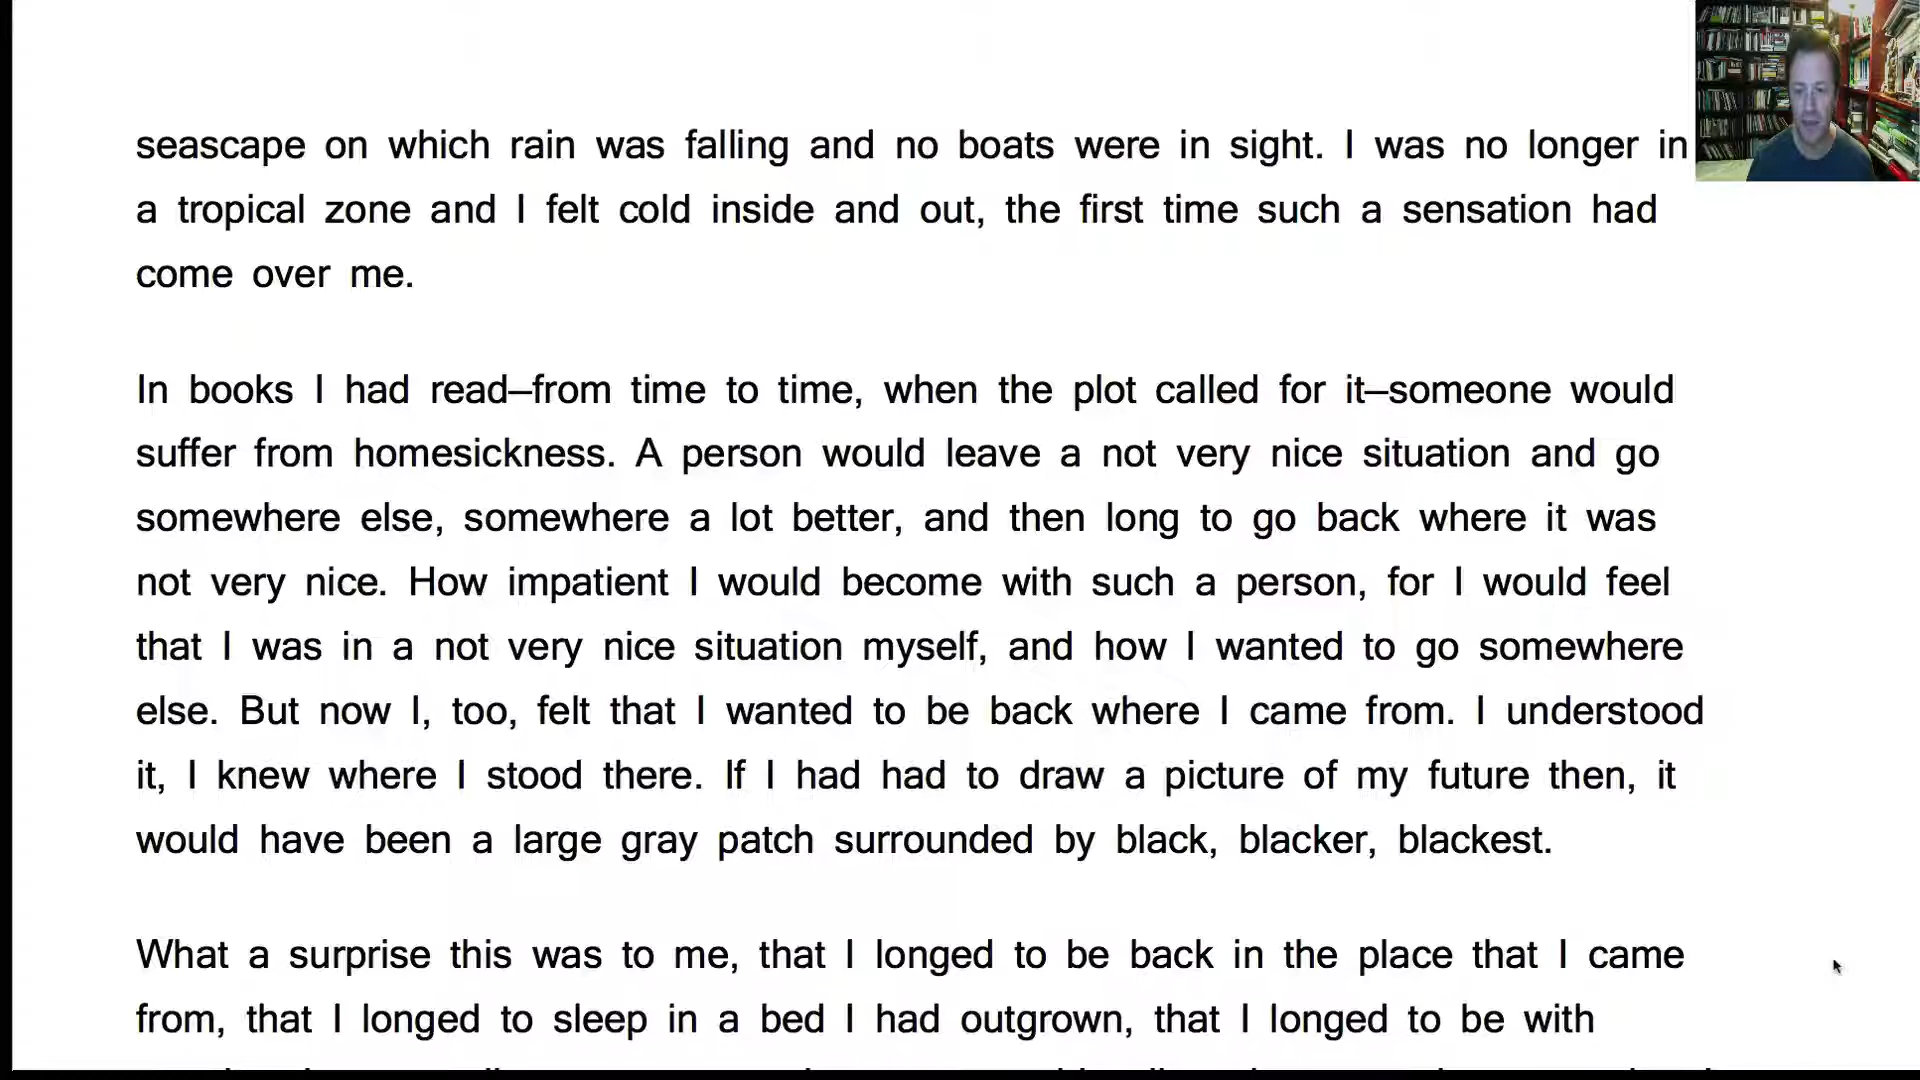 seascape on which rain was falling and no boats were in sight. I was no longer in
a tropical zone and I felt cold inside and out, the first time such a sensation had
come over me.
In books I had read—from time to time, when the plot called for it—someone would
suffer from homesickness. A person would leave a not very nice situation and go
somewhere else, somewhere a lot better, and then long to go back where it was
not very nice. How impatient I would become with such a person, for I would feel
that I was in a not very nice situation myself, and how I wanted to go somewhere
else. But now I, too, felt that I wanted to be back where I came from. I understood
it, I knew where I stood there. If I had had to draw a picture of my future then, it
would have been a large gray patch surrounded by black, blacker, blackest.
What a surprise this was to me, that I longed to be back in the place that I came
from, that I longed to sleep in a bed I had outgrown, that I longed to be with